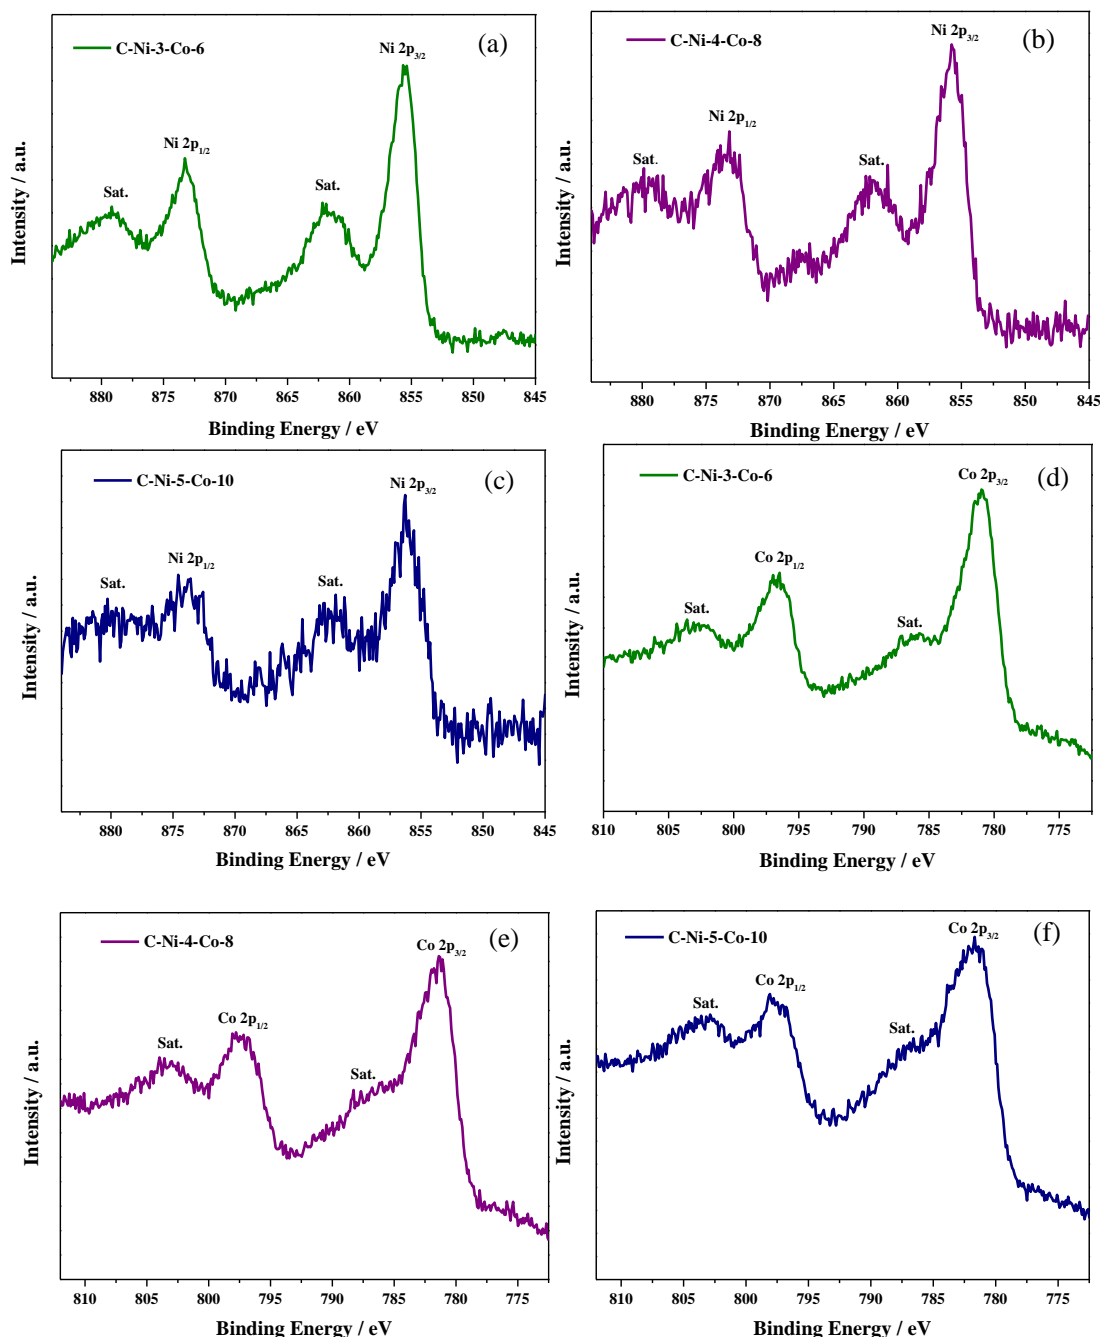 C-Ni-3-Co-6
(a)
Ni 2p3/2
Ni 2p1/2
Sat.
Sat.
Intensity / a.u.
880 875 870 865 860 855 850 845
Binding Energy / eV
C-Ni-4-Co-8
(b)
Ni 2p3/2
Ni 2p1/2
Sat.
Sat.
Intensity / a.u.
880 875 870 865 860 855 850 845
Binding Energy / eV
C-Ni-5-Co-10
(c)
Ni 2p3/2
Ni 2p1/2
Sat.
Sat.
Intensity / a.u.
880 875 870 865 860 855 850 845
Binding Energy / eV
C-Ni-3-Co-6
(d)
Co 2p3/2
Co 2p1/2
Sat.
Sat.
Intensity / a.u.
810 805 800 795 790 785 780 775
Binding Energy / eV
C-Ni-4-Co-8
(e)
Co 2p3/2
Co 2p1/2
Sat.
Sat.
Intensity / a.u.
810 805 800 795 790 785 780 775
Binding Energy / eV
C-Ni-5-Co-10
(f)
Co 2p3/2
Co 2p1/2
Sat.
Sat.
Intensity / a.u.
810 805 800 795 790 785 780 775
Binding Energy / eV